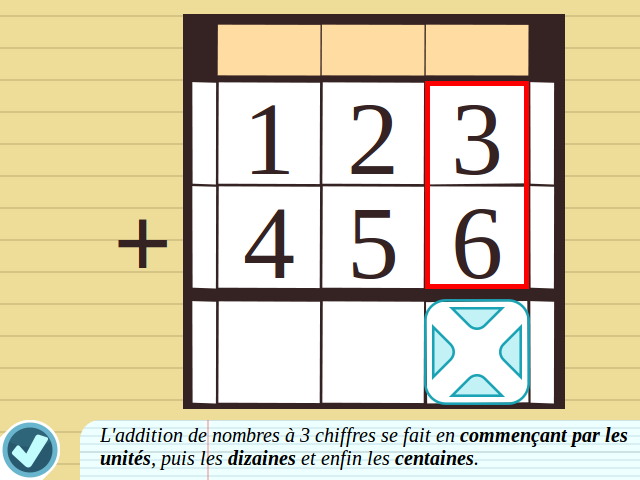 1 2 3
+ 4 5 6
L'addition de nombres à 3 chiffres se fait en commençant par les
unités, puis les dizaines et enfin les centaines.